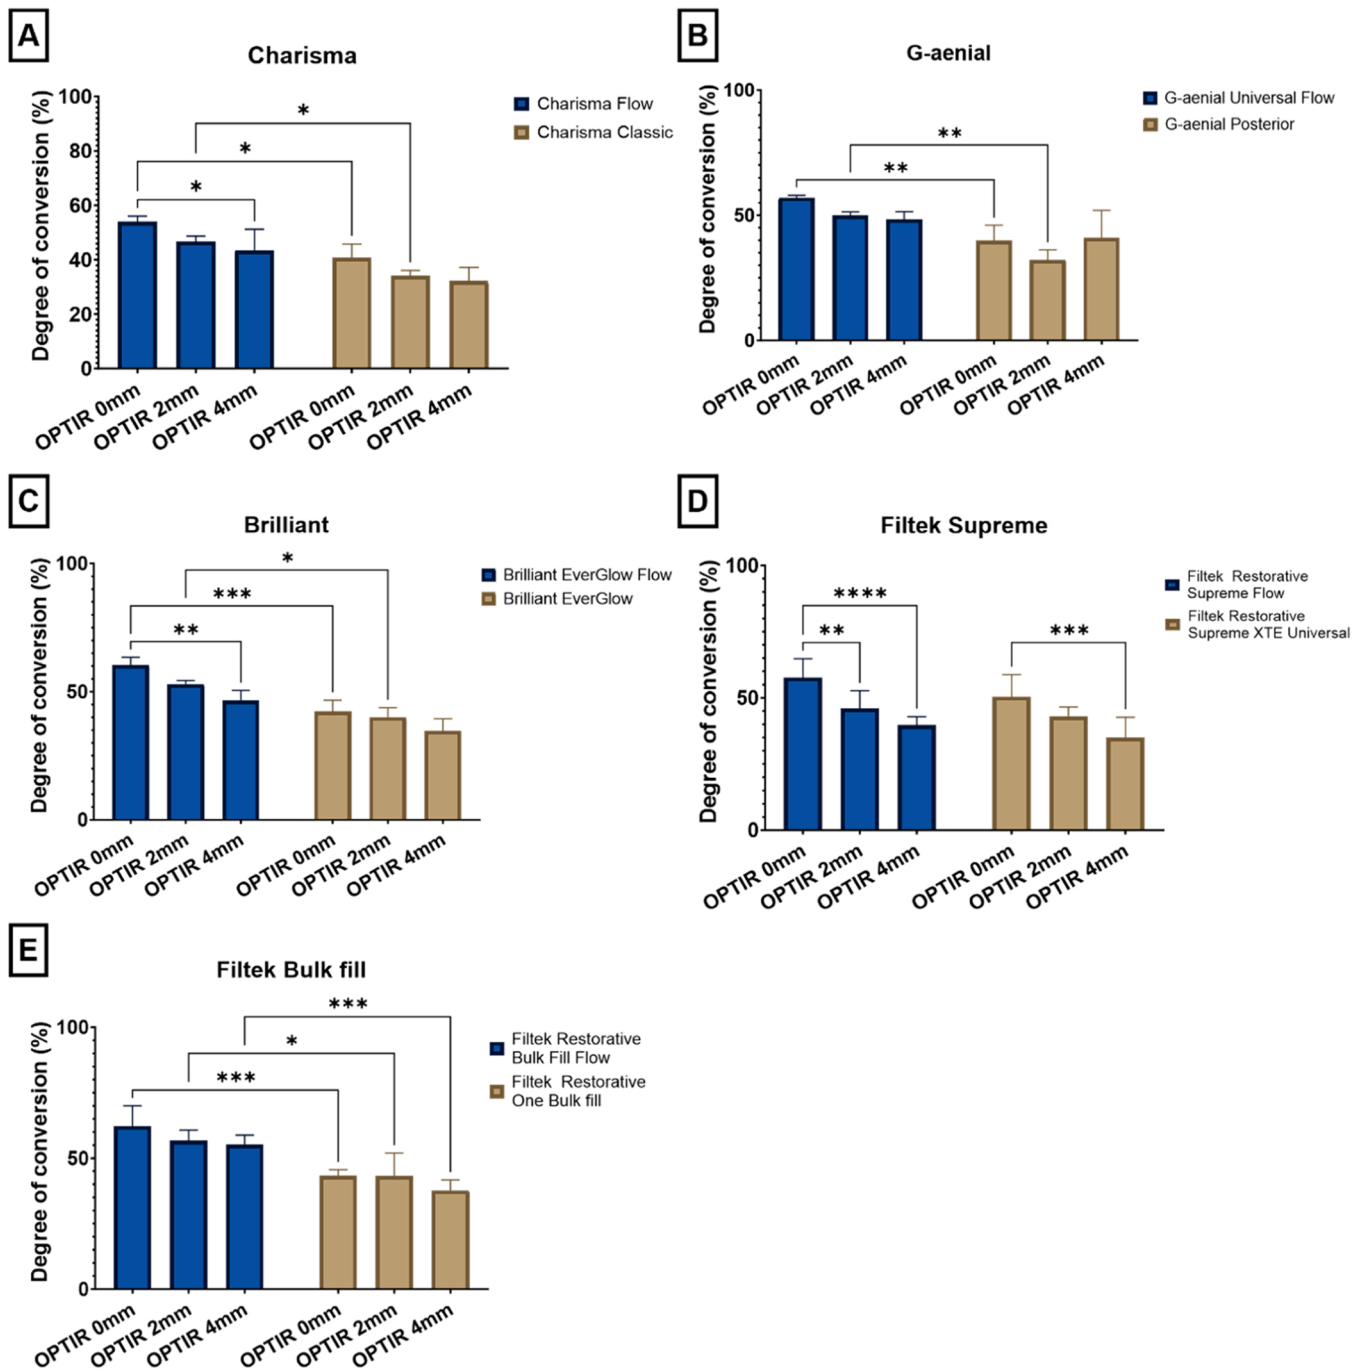 A
Charisma
Degree of conversion (%)
100
80
60
40
20
0
*
*
*
OPTIR 0mm
OPTIR 2mm
OPTIR 4mm
OPTIR 0mm
OPTIR 2mm
OPTIR 4mm
Charisma Flow
Charisma Classic
B
G-aenial
Degree of conversion (%)
100
50
0
**
**
OPTIR 0mm
OPTIR 2mm
OPTIR 4mm
OPTIR 0mm
OPTIR 2mm
OPTIR 4mm
G-aenial Universal Flow
G-aenial Posterior
C
Brilliant
Degree of conversion (%)
100
50
0
*
***
**
OPTIR 0mm
OPTIR 2mm
OPTIR 4mm
OPTIR 0mm
OPTIR 2mm
OPTIR 4mm
Brilliant EverGlow Flow
Brilliant EverGlow
D
Filtek Supreme
Degree of conversion (%)
100
50
0
****
**
***
OPTIR 0mm
OPTIR 2mm
OPTIR 4mm
OPTIR 0mm
OPTIR 2mm
OPTIR 4mm
Filtek Restorative
Supreme Flow
Filtek Restorative
Supreme XTE Universal
E
Filtek Bulk fill
Degree of conversion (%)
100
50
0
***
*
***
OPTIR 0mm
OPTIR 2mm
OPTIR 4mm
OPTIR 0mm
OPTIR 2mm
OPTIR 4mm
Filtek Restorative
Bulk Fill Flow
Filtek Restorative
One Bulk fill